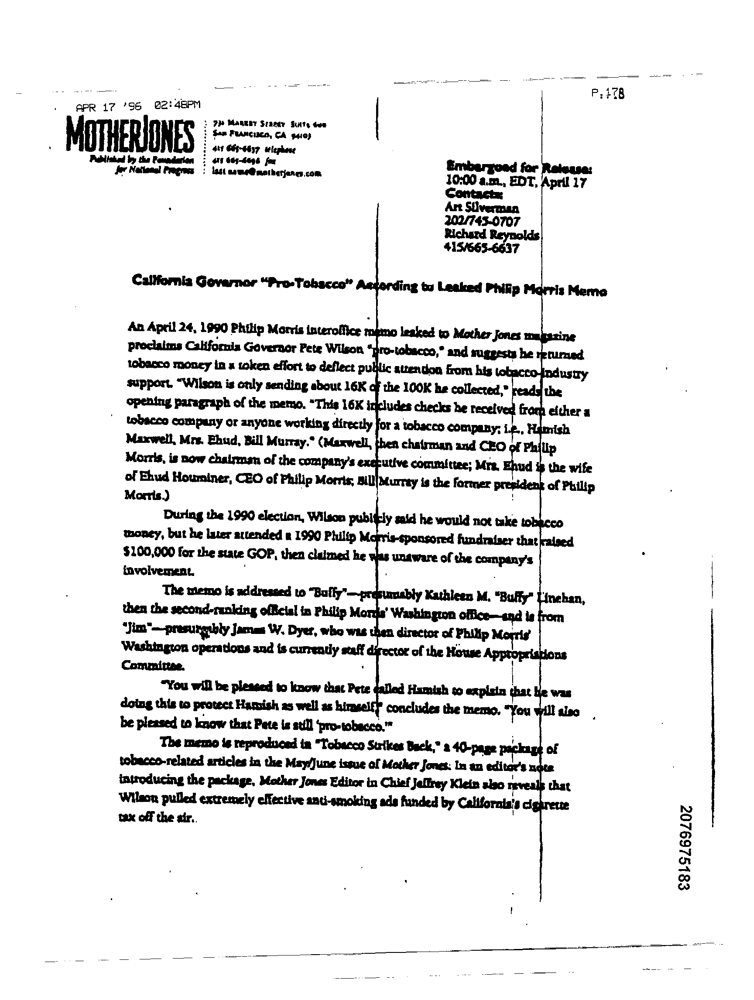 P.178
APR 17 '96 02:48PM
MOTHERJONES
Published by the Foundation
for National Progress
731 MARKET STREET SUITE 600
SAN FRANCISCO, CA 94103
415 665-6637 telephone
415 665-6696 fax
last name@motherjones.com
Embargoed for Release:
10:00 a.m., EDT, April 17
Contacts:
Art Silverman
202/745-0707
Richard Reynolds
415/665-6637
California Governor "Pro-Tobacco" According to Leaked Philip Morris Memo
An April 24, 1990 Philip Morris interoffice memo leaked to Mother Jones magazine
proclaims California Governor Pete Wilson "pro-tobacco," and suggests he returned
tobacco money in a token effort to deflect public attention from his tobacco-industry
support. "Wilson is only sending about 16K of the 100K he collected," reads the
opening paragraph of the memo. "This 16K includes checks he received from either a
tobacco company or anyone working directly for a tobacco company; i.e., Hamish
Maxwell, Mrs. Ehud, Bill Murray." (Maxwell, then chairman and CEO of Philip
Morris, is now chairman of the company's executive committee; Mrs. Ehud is the wife
of Ehud Houminer, CEO of Philip Morris; Bill Murray is the former president of Philip
Morris.)
During the 1990 election, Wilson publicly said he would not take tobacco
money, but he later attended a 1990 Philip Morris-sponsored fundraiser that raised
$100,000 for the state GOP, then claimed he was unaware of the company's
involvement.
The memo is addressed to "Buffy"—presumably Kathleen M. "Buffy" Linehan,
then the second-ranking official in Philip Morris' Washington office—and is from
"Jim"—presumably James W. Dyer, who was then director of Philip Morris'
Washington operations and is currently staff director of the House Appropriations
Committee.
"You will be pleased to know that Pete called Hamish to explain that he was
doing this to protect Hamish as well as himself," concludes the memo. "You will also
be pleased to know that Pete is still 'pro-tobacco.'"
The memo is reproduced in "Tobacco Strikes Back," a 40-page package of
tobacco-related articles in the May/June issue of Mother Jones. In an editor's note
introducing the package, Mother Jones Editor in Chief Jeffrey Klein also reveals that
Wilson pulled extremely effective anti-smoking ads funded by California's cigarette
tax off the air.
2076975183